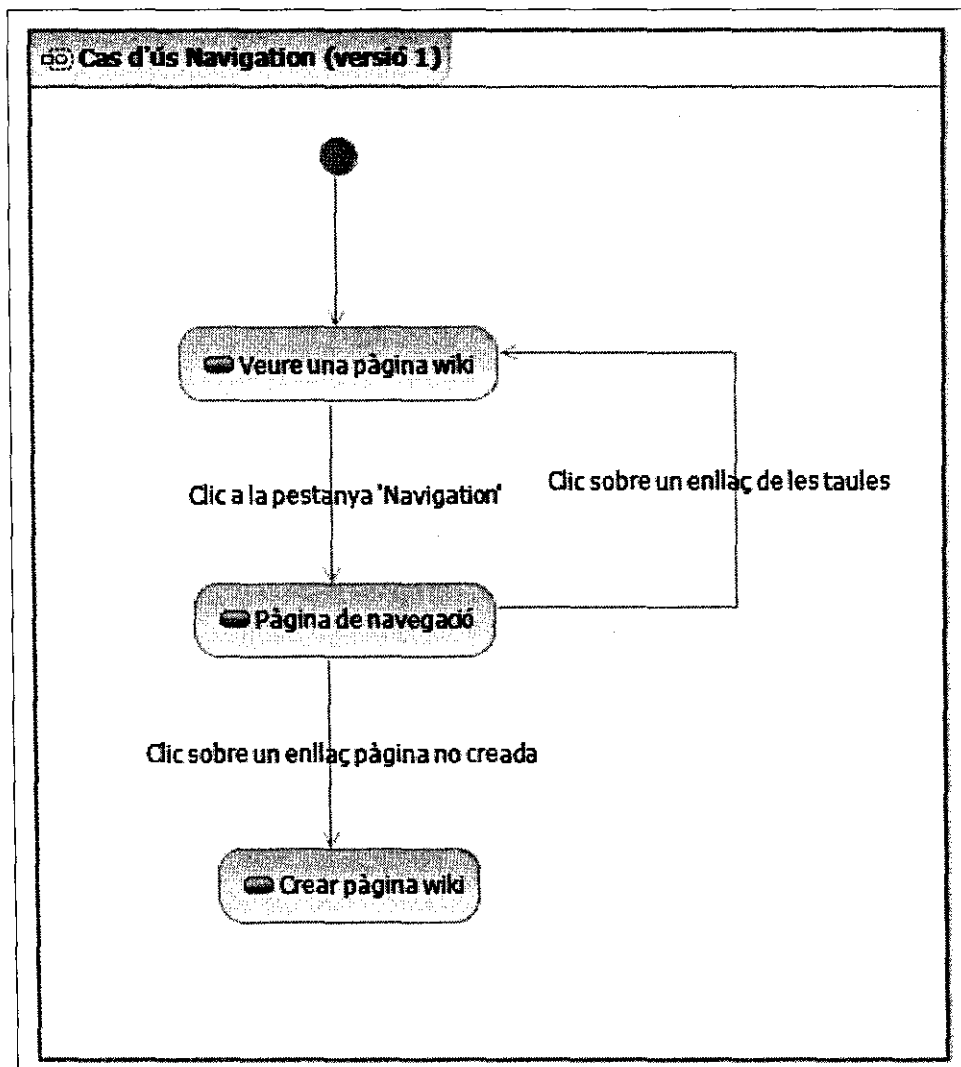 Cas d'ús Navigation (versió 1)
Veure una pàgina wiki
Clic a la pestanya 'Navigation'
Clic sobre un enllaç de les taules
Pàgina de navegació
Clic sobre un enllaç pàgina no creada
Crear pàgina wiki